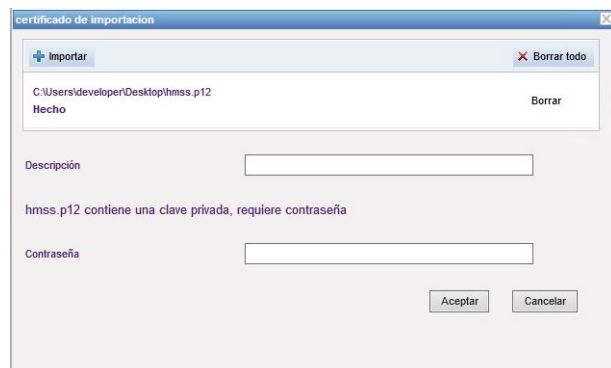 certificado de importacion
Importar
Borrar todo
C:\Users\developer\Desktop\hmss.p12
Hecho
Borrar
Descripción
hmss.p12 contiene una clave privada, requiere contraseña
Contraseña
Aceptar
Cancelar